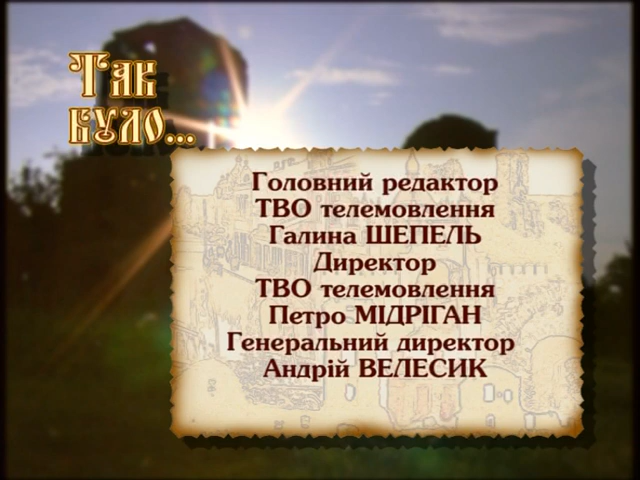 Так
було...
Головний редактор
ТВО телемовлення
Галина ШЕПЕЛЬ
Директор
ТВО телемовлення
Петро МІДРІГАН
Генеральний директор
Андрій ВЕЛЕСИК